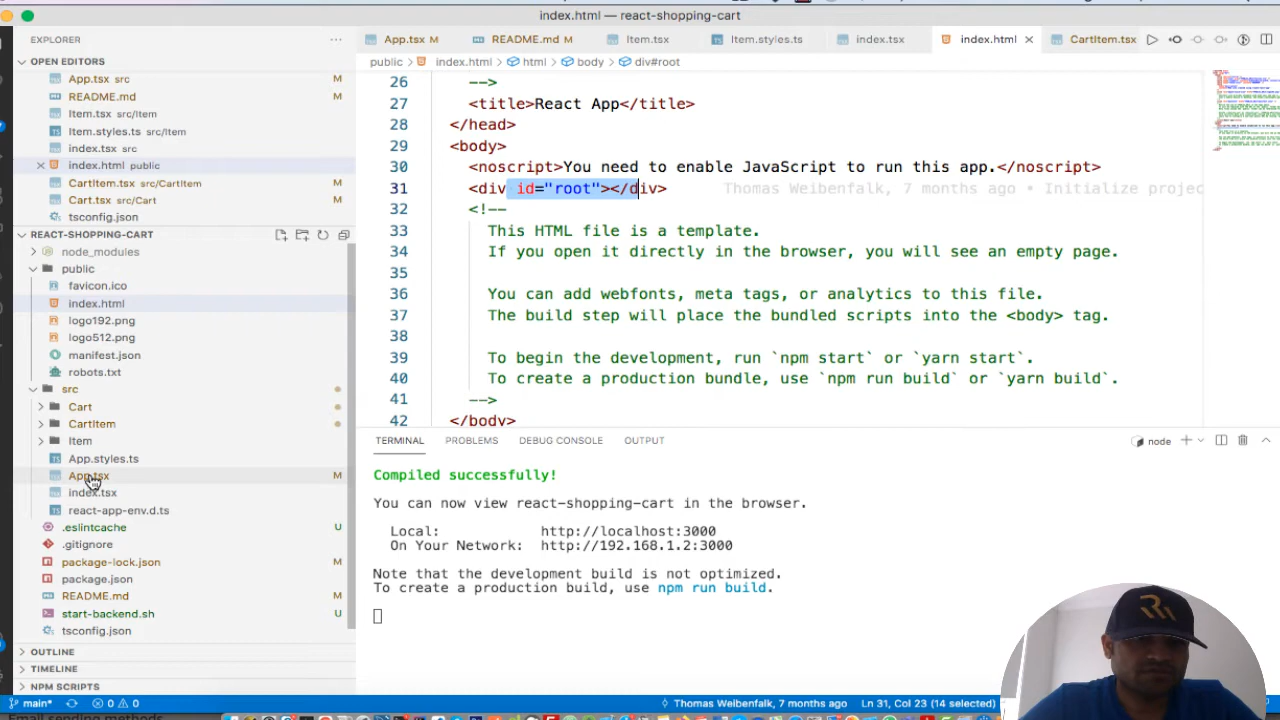 index.html — react-shopping-cart
EXPLORER
OPEN EDITORS
App.tsx src M
README.md M
Item.tsx src/Item
Item.styles.ts src/Item
index.tsx src
index.html public
CartItem.tsx src/CartItem M
Cart.tsx src/Cart M
tsconfig.json
REACT-SHOPPING-CART
node_modules
public
favicon.ico
index.html
logo192.png
logo512.png
manifest.json
robots.txt
src
Cart
CartItem
Item
App.styles.ts
App.tsx M
index.tsx
react-app-env.d.ts
.eslintcache U
.gitignore
package-lock.json M
package.json
README.md M
start-backend.sh U
tsconfig.json
OUTLINE
TIMELINE
NPM SCRIPTS
App.tsx M README.md M Item.tsx Item.styles.ts index.tsx index.html CartItem.tsx
public > index.html > html > body > div#root
26 -->
27 <title>React App</title>
28 </head>
29 <body>
30 <noscript>You need to enable JavaScript to run this app.</noscript>
31 <div id="root"></div> Thomas Weibenfalk, 7 months ago • Initialize projec
32 <!--
33 This HTML file is a template.
34 If you open it directly in the browser, you will see an empty page.
35
36 You can add webfonts, meta tags, or analytics to this file.
37 The build step will place the bundled scripts into the <body> tag.
38
39 To begin the development, run `npm start` or `yarn start`.
40 To create a production bundle, use `npm run build` or `yarn build`.
41 -->
42 </body>
TERMINAL PROBLEMS DEBUG CONSOLE OUTPUT node
Compiled successfully!
You can now view react-shopping-cart in the browser.
Local: http://localhost:3000
On Your Network: http://192.168.1.2:3000
Note that the development build is not optimized.
To create a production build, use npm run build.
main* 0 0 Thomas Weibenfalk, 7 months ago Ln 31, Col 23 (14 selected)
Email sending methods